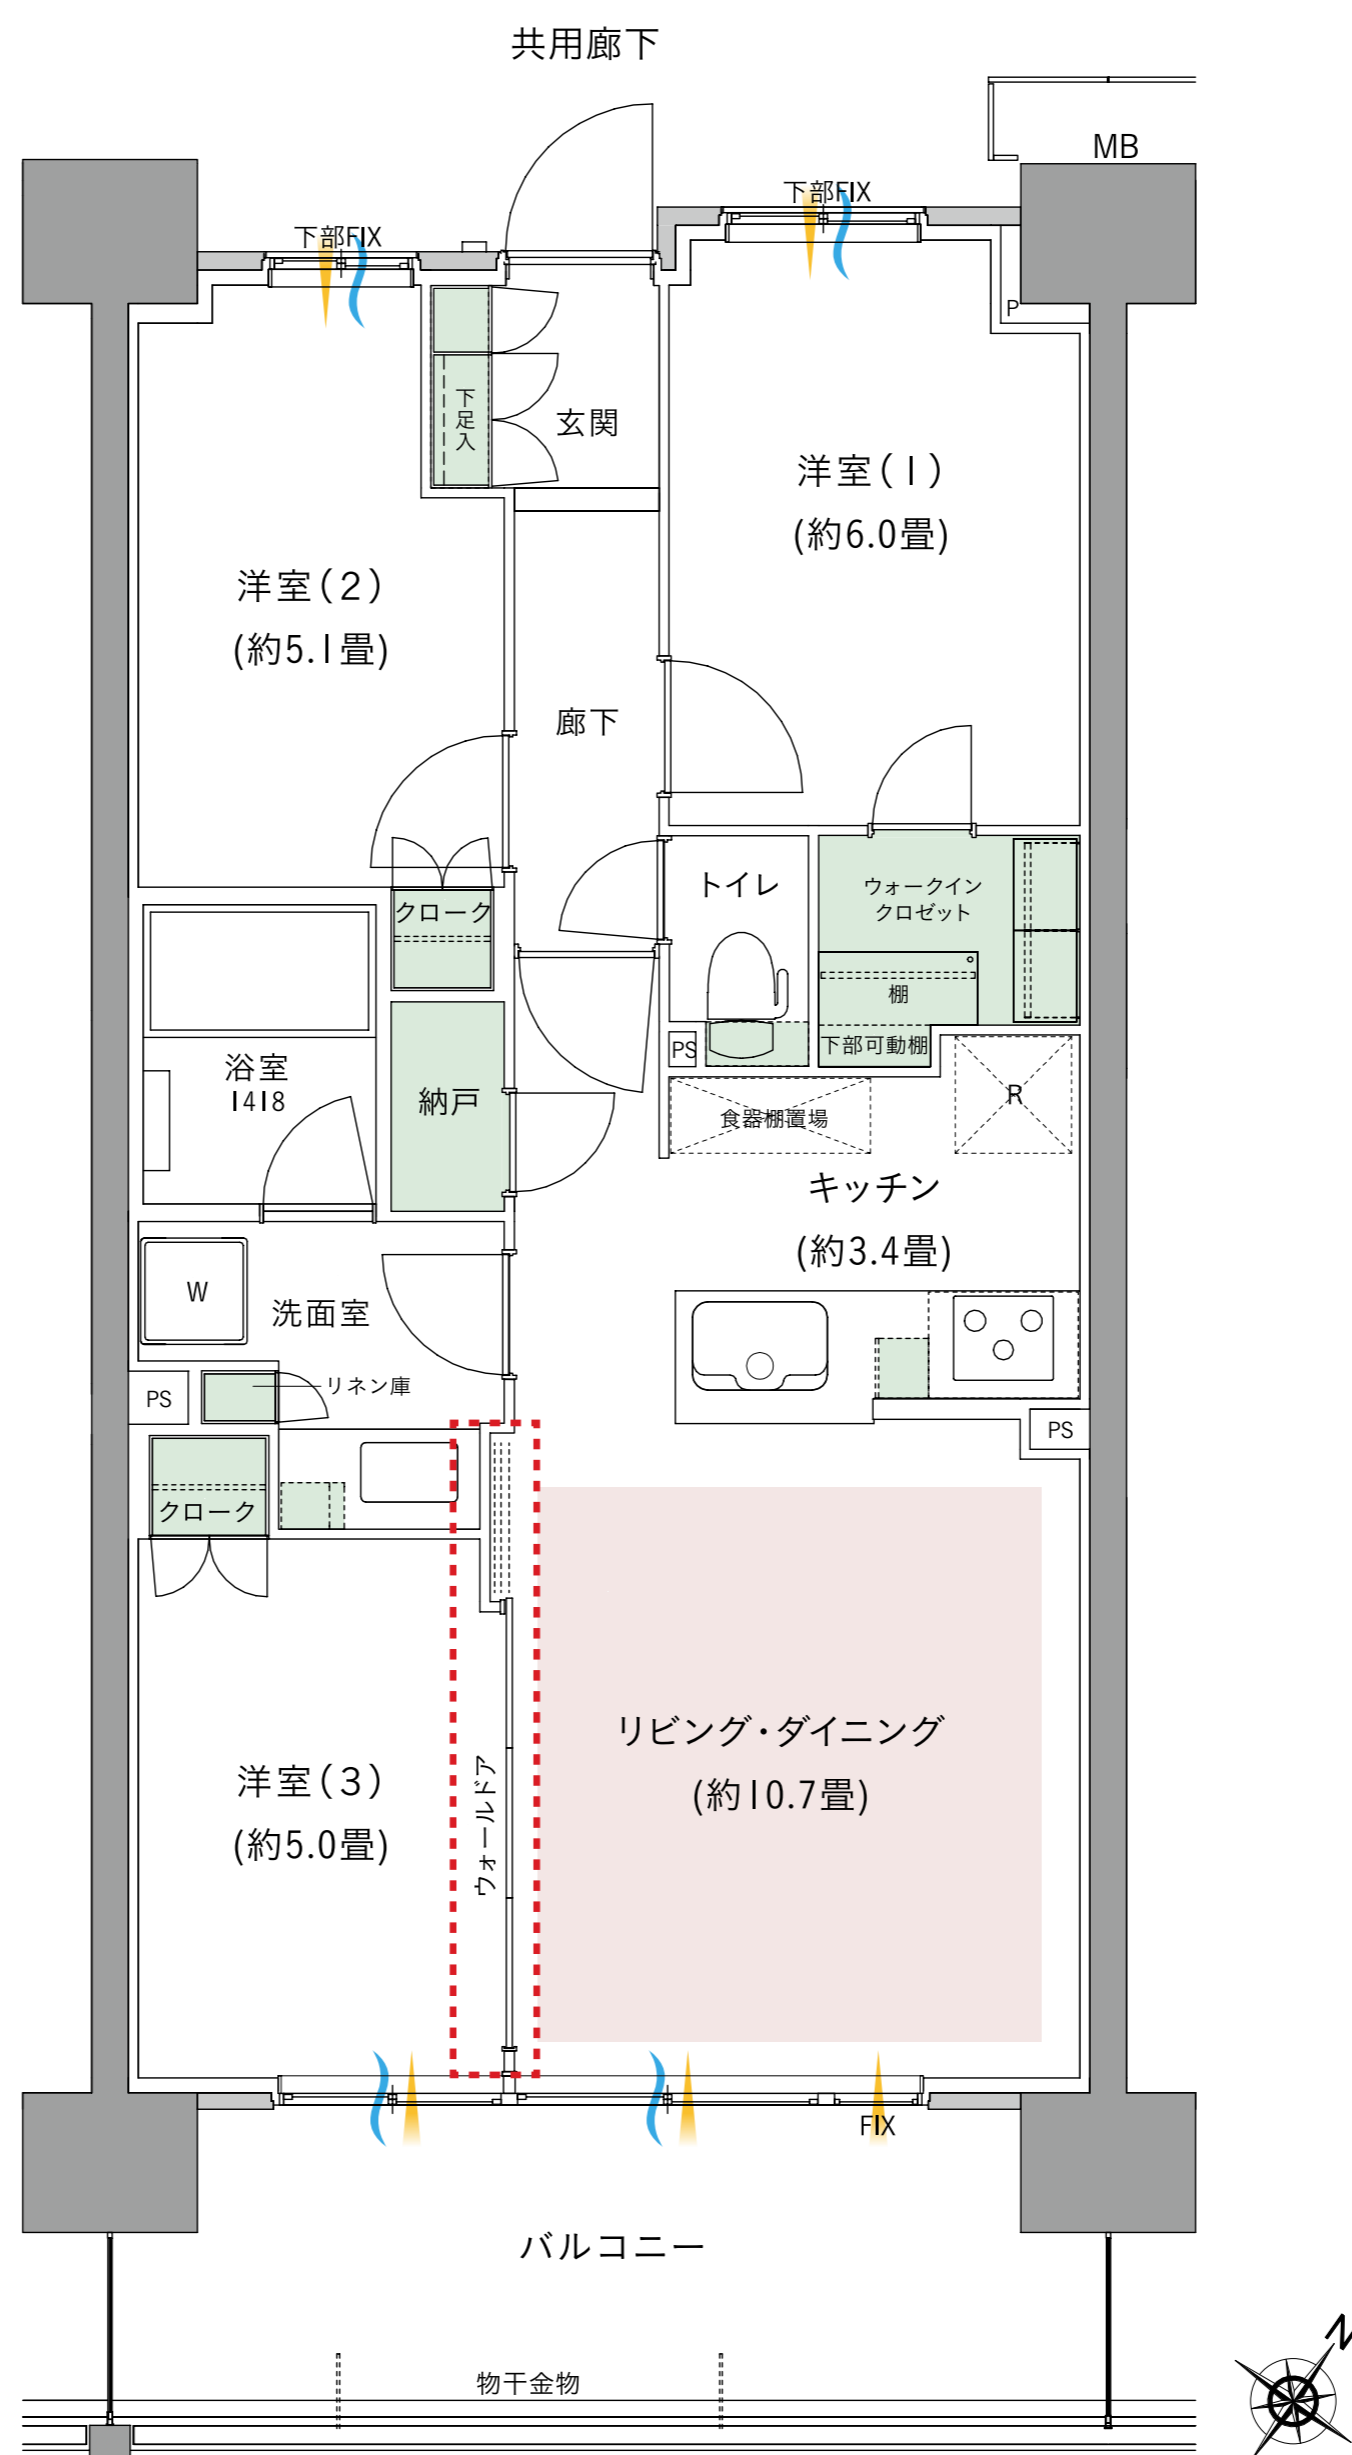 共用廊下
MB
下部FIX
下部FIX
P
下足入
玄関
洋室(1)
(約6.0畳)
洋室(2)
(約5.1畳)
廊下
トイレ
ウォークイン
クロゼット
クローク
棚
下部可動棚
PS
浴室
1418
納戸
食器棚置場
R
キッチン
(約3.4畳)
W
洗面室
リネン庫
PS
PS
クローク
リビング・ダイニング
(約10.7畳)
洋室(3)
(約5.0畳)
ウォールドア
FIX
バルコニー
物干金物
N